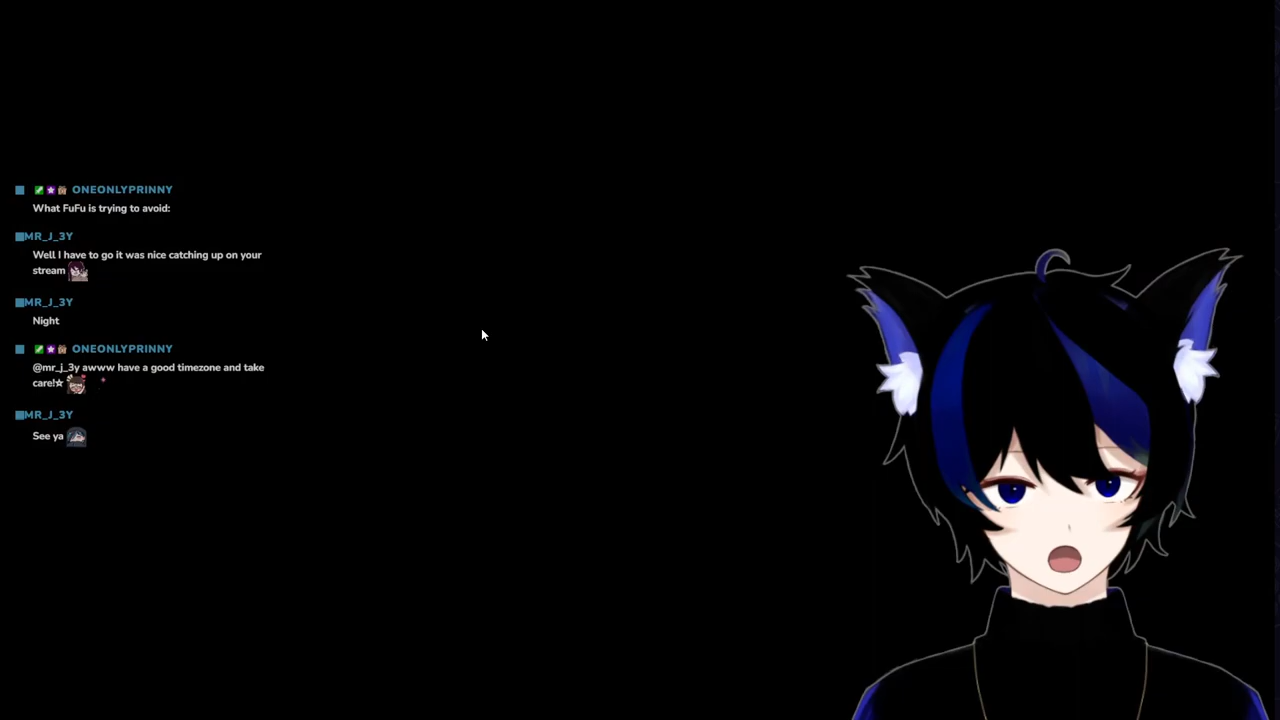 ONEONLYPRINNY
What FuFu is trying to avoid:
MR_J_3Y
Well I have to go it was nice catching up on your
stream
MR_J_3Y
Night
ONEONLYPRINNY
@mr_j_3y awww have a good timezone and take
care!☆
MR_J_3Y
See ya